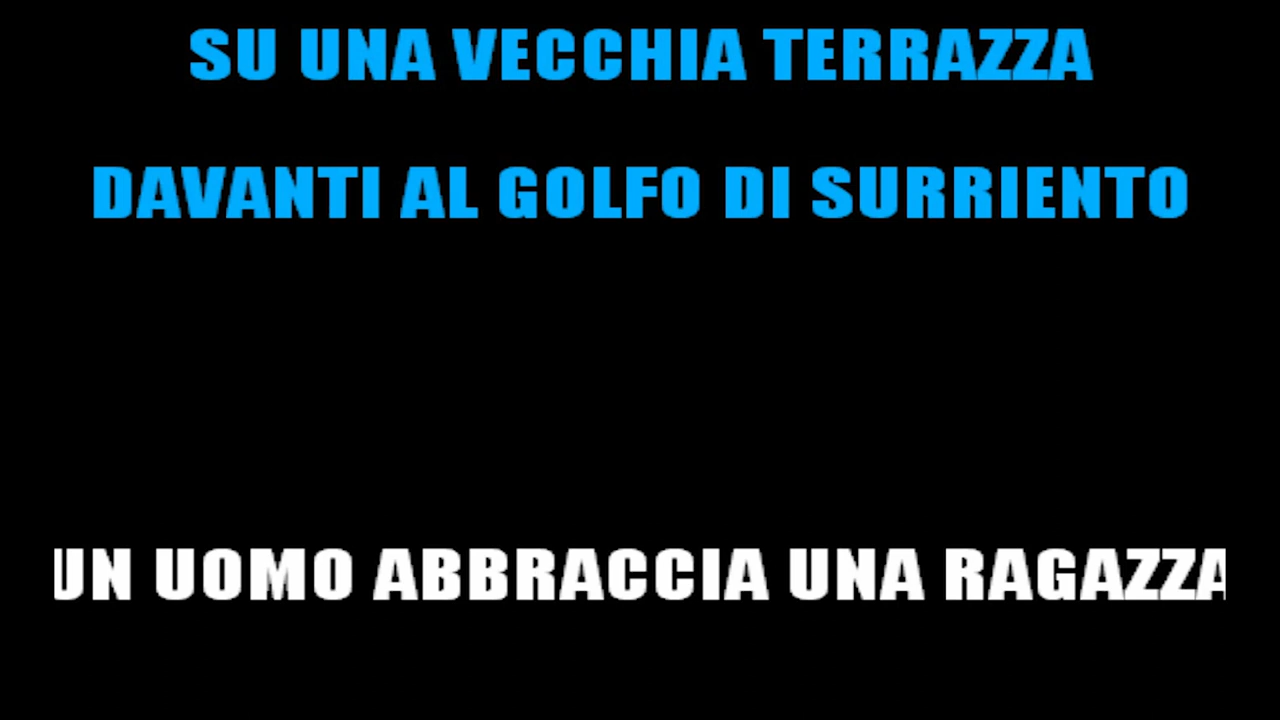 SU UNA VECCHIA TERRAZZA
DAVANTI AL GOLFO DI SURRIENTO
UN UOMO ABBRACCIA UNA RAGAZZA